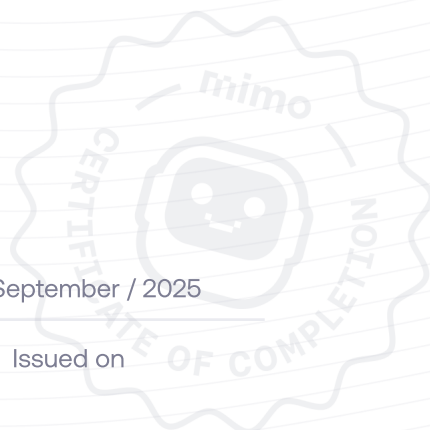 mimo
CERTIFICATE OF COMPLETION
September / 2025
Issued on